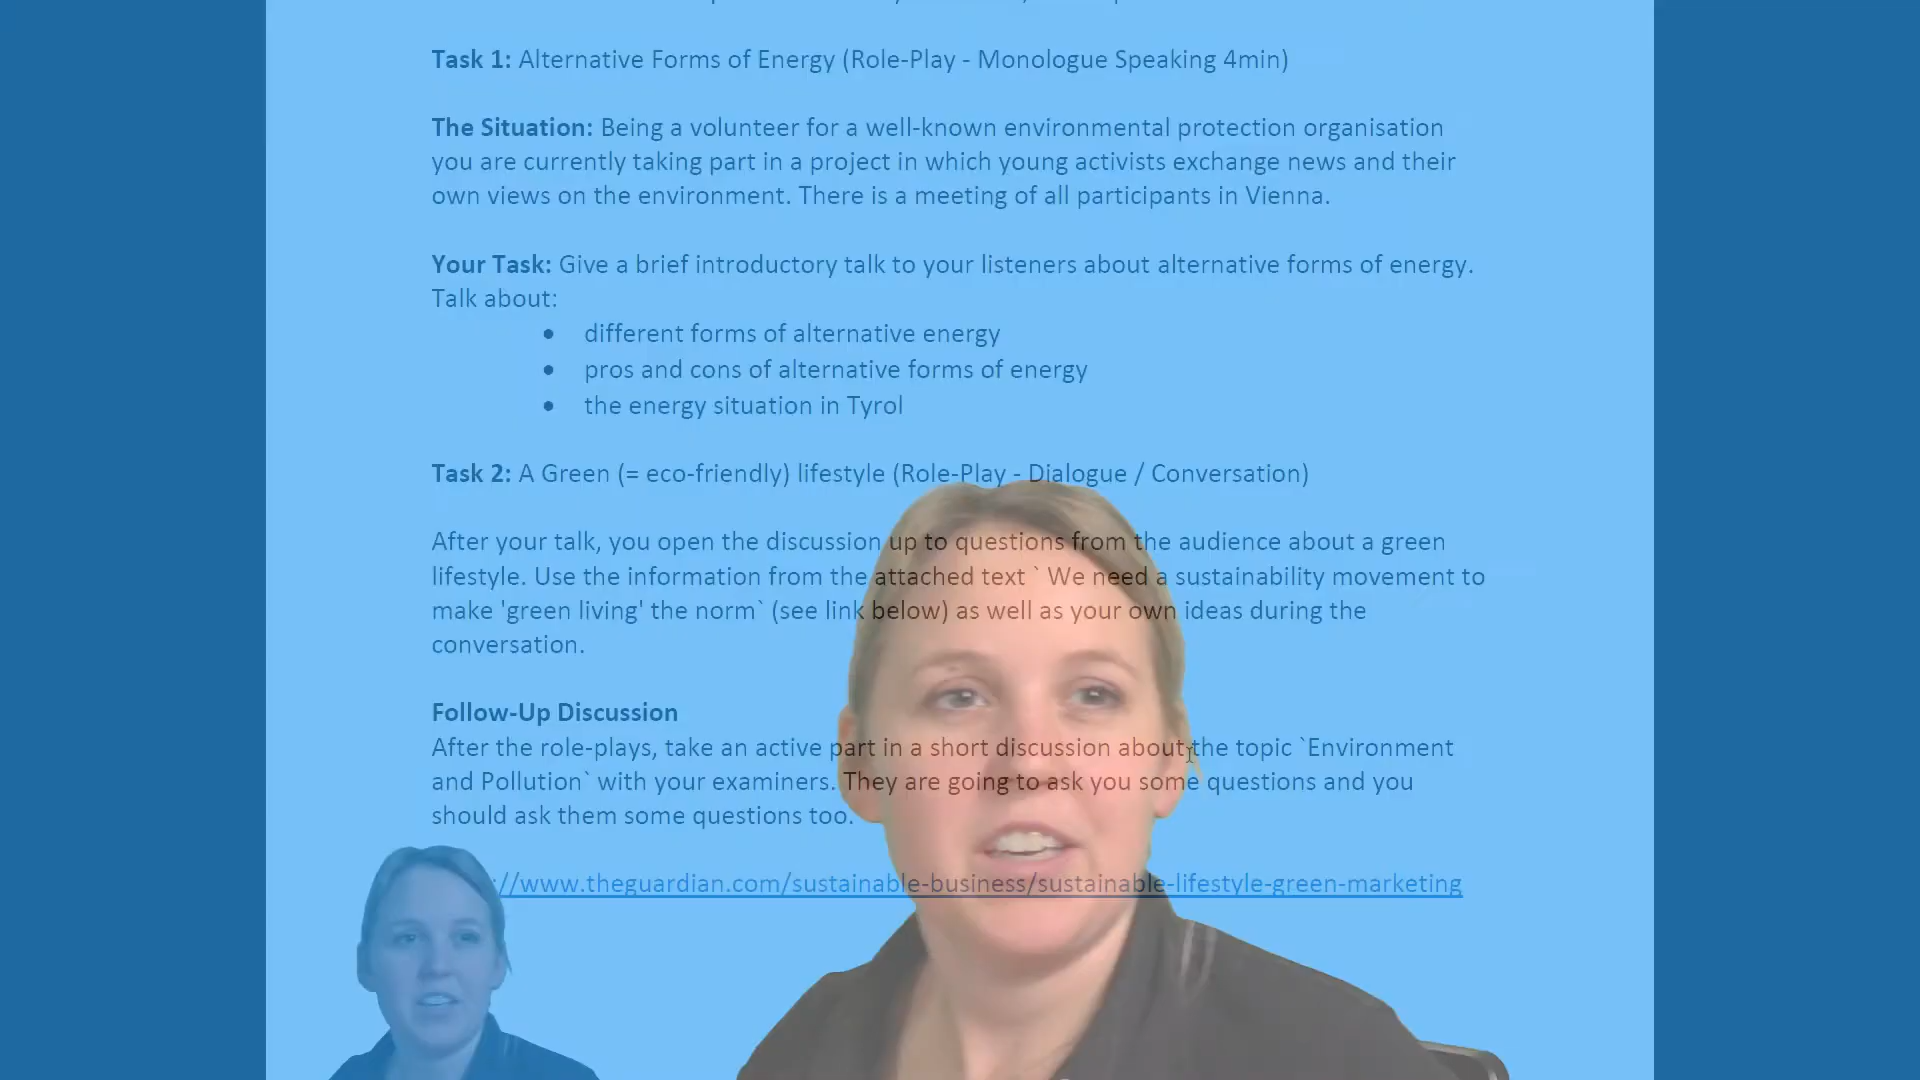 Task 1: Alternative Forms of Energy (Role-Play - Monologue Speaking 4min)
The Situation: Being a volunteer for a well-known environmental protection organisation
you are currently taking part in a project in which young activists exchange news and their
own views on the environment. There is a meeting of all participants in Vienna.
Your Task: Give a brief introductory talk to your listeners about alternative forms of energy.
Talk about:
• different forms of alternative energy
• pros and cons of alternative forms of energy
• the energy situation in Tyrol
Task 2: A Green (= eco-friendly) lifestyle (Role-Play - Dialogue / Conversation)
After your talk, you open the discussion up to questions from the audience about a green
lifestyle. Use the information from the attached text ` We need a sustainability movement to
make 'green living' the norm` (see link below) as well as your own ideas during the
conversation.
Follow-Up Discussion
After the role-plays, take an active part in a short discussion about the topic `Environment
and Pollution` with your examiners. They are going to ask you some questions and you
should ask them some questions too.
://www.theguardian.com/sustainable-business/sustainable-lifestyle-green-marketing